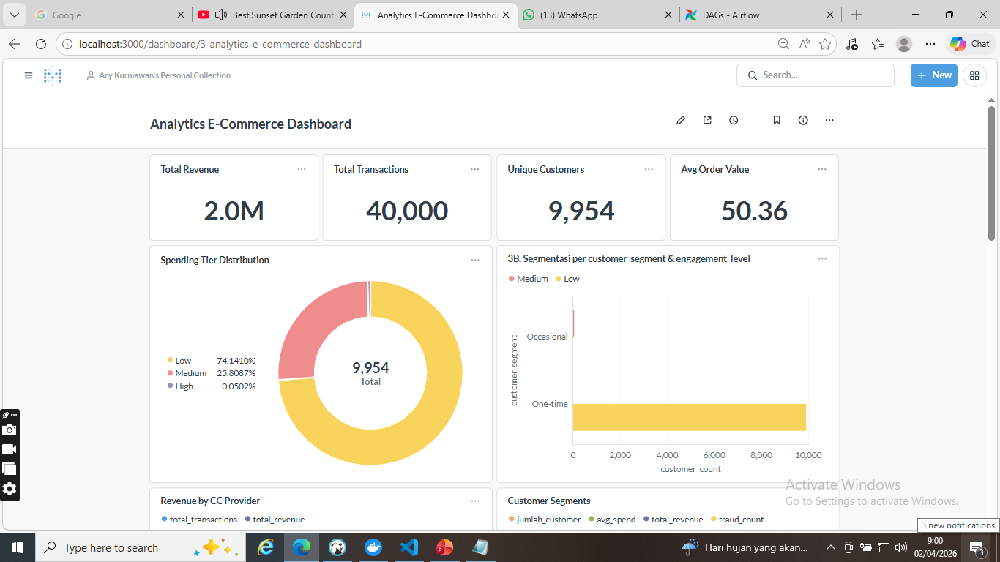 Google
Best Sunset Garden Count
Analytics E-Commerce Dashbo
(13) WhatsApp
DAGs - Airflow
localhost:3000/dashboard/3-analytics-e-commerce-dashboard
Chat
Ary Kurniawan's Personal Collection
Search...
+ New
Analytics E-Commerce Dashboard
Total Revenue
2.0M
Total Transactions
40,000
Unique Customers
9,954
Avg Order Value
50.36
Spending Tier Distribution
Low 74.1410%
Medium 25.8087%
High 0.0502%
9,954
Total
3B. Segmentasi per customer_segment & engagement_level
Medium Low
customer_segment
Occasional
One-time
0 2,000 4,000 6,000 8,000 10,000
customer_count
Revenue by CC Provider
total_transactions total_revenue
Customer Segments
jumlah_customer avg_spend total_revenue fraud_count
Activate Windows
Go to Settings to activate Windows.
3 new notifications
Type here to search
Hari hujan yang akan...
9:00
02/04/2026
3